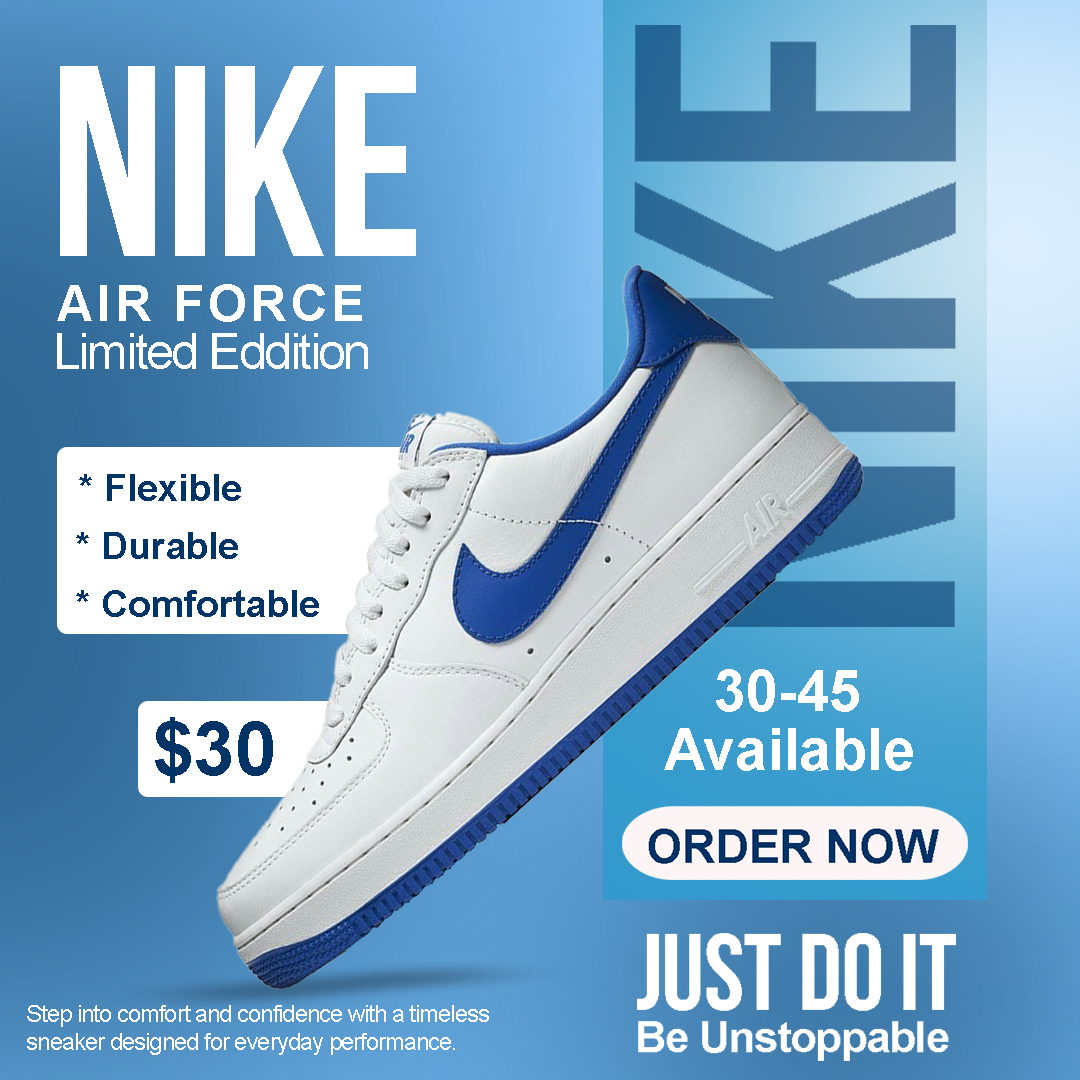 NIKE
AIR FORCE
Limited Eddition
* Flexible
* Durable
* Comfortable
$30
NIKE
AIR
30-45
Available
ORDER NOW
JUST DO IT
Be Unstoppable
Step into comfort and confidence with a timeless
sneaker designed for everyday performance.